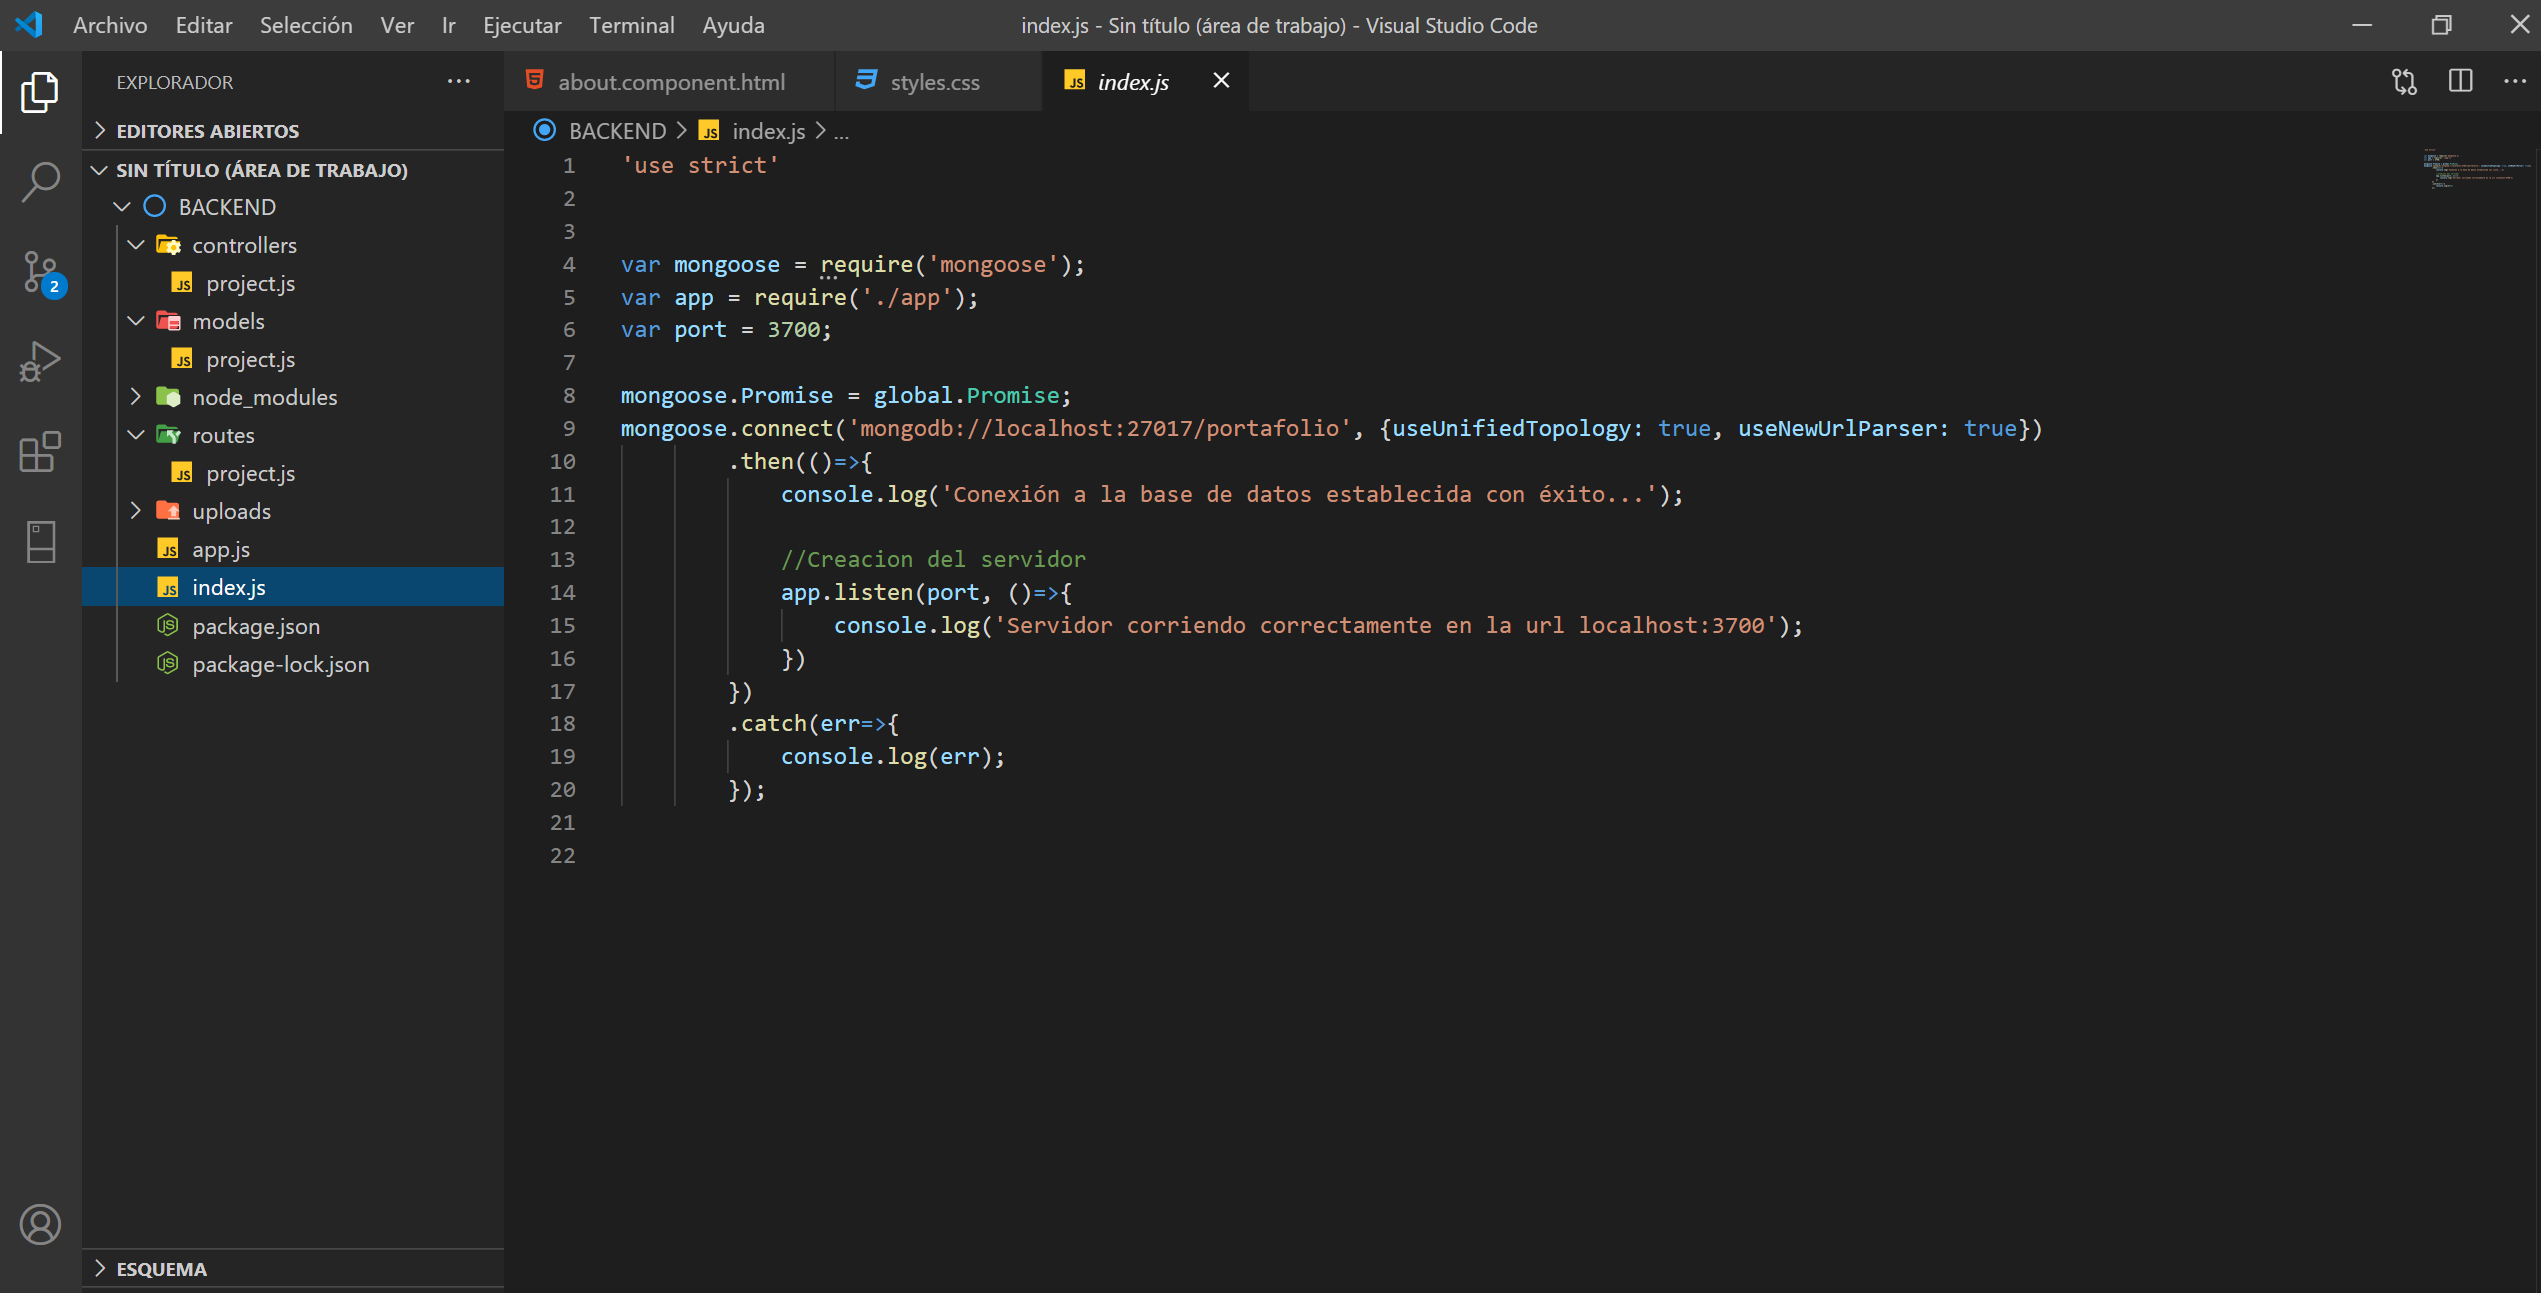 Archivo Editar Selección Ver Ir Ejecutar Terminal Ayuda
index.js - Sin título (área de trabajo) - Visual Studio Code
EXPLORADOR
EDITORES ABIERTOS
SIN TÍTULO (ÁREA DE TRABAJO)
BACKEND
controllers
project.js
models
project.js
node_modules
routes
project.js
uploads
app.js
index.js
package.json
package-lock.json
ESQUEMA
2
about.component.html
styles.css
index.js
BACKEND > index.js > ...
1 'use strict'
2
3
4 var mongoose = require('mongoose');
5 var app = require('./app');
6 var port = 3700;
7
8 mongoose.Promise = global.Promise;
9 mongoose.connect('mongodb://localhost:27017/portafolio', {useUnifiedTopology: true, useNewUrlParser: true})
10 .then(()=>{
11 console.log('Conexión a la base de datos establecida con éxito...');
12
13 //Creacion del servidor
14 app.listen(port, ()=>{
15 console.log('Servidor corriendo correctamente en la url localhost:3700');
16 })
17 })
18 .catch(err=>{
19 console.log(err);
20 });
21
22